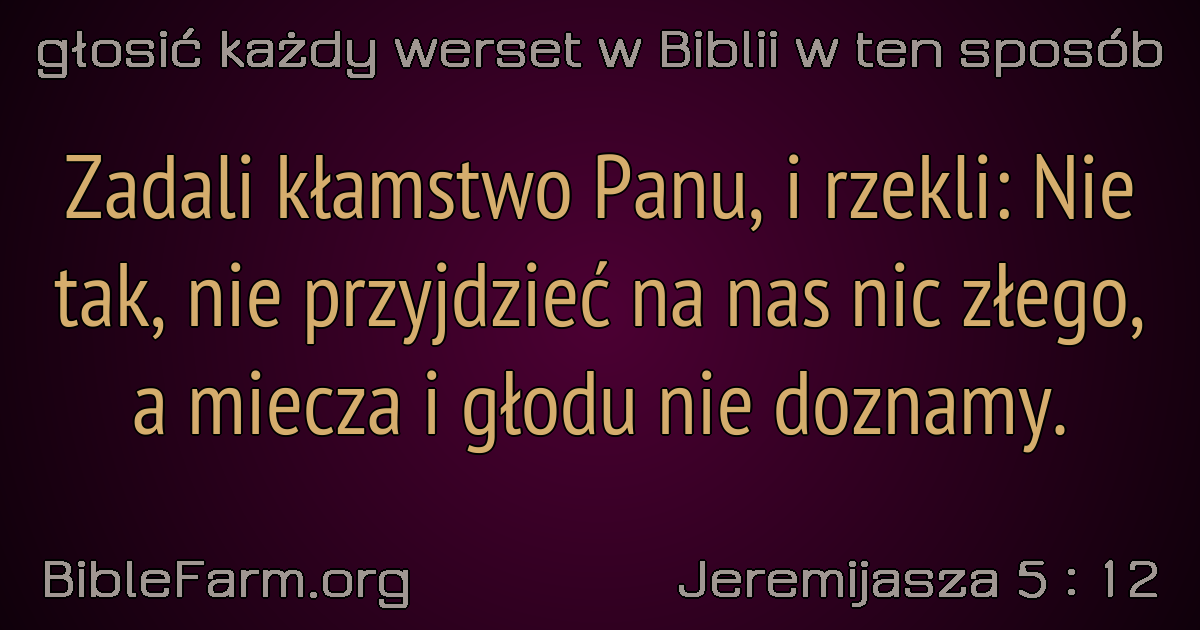 głosić każdy werset w Biblii w ten sposób
Zadali kłamstwo Panu, i rzekli: Nie
tak, nie przyjdzieć na nas nic złego,
a miecza i głodu nie doznamy.
BibleFarm.org
Jeremijasza 5 : 12